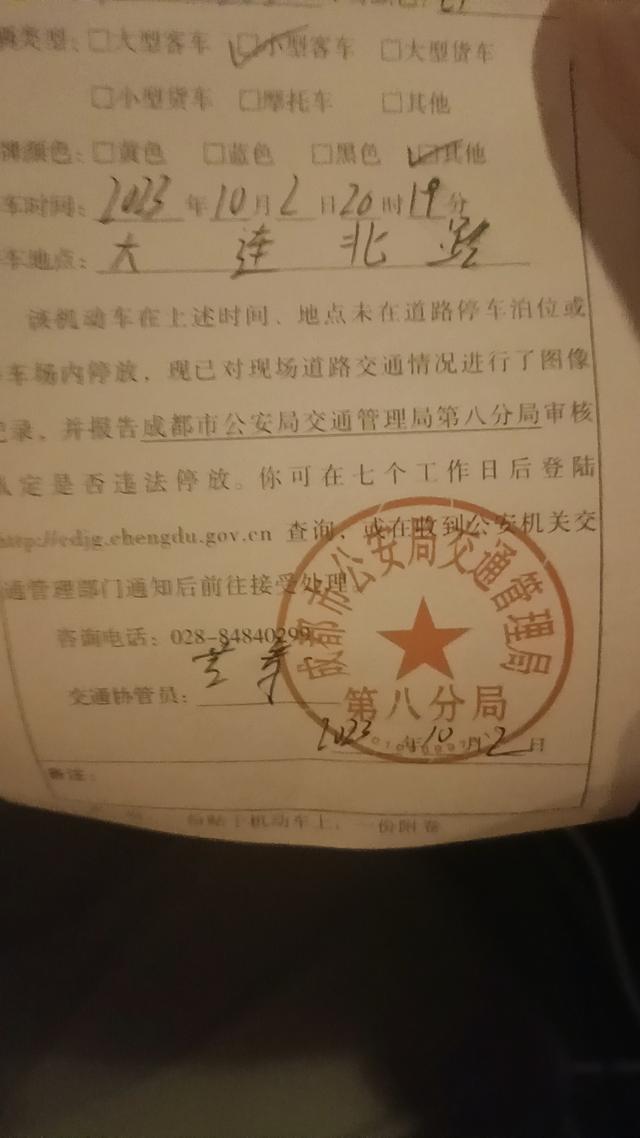 类型：□大型客车 ☑小型客车 □大型货车
□小型货车 □摩托车 □其他
颜色：□黄色 □蓝色 □黑色 ☑其他
车时间：2023年10月2日20时19分
车地点：大连北路
该机动车在上述时间、地点未在道路停车泊位或
车场内停放，现已对现场道路交通情况进行了图像
记录，并报告成都市公安局交通管理局第八分局审核
认定是否违法停放。你可在七个工作日后登陆
http://cdjg.chengdu.gov.cn 查询，或在收到公安机关交
通管理部门通知后前往接受处理
咨询电话：028-84840299
交通协管员：
成都市公安局交通管理局
第八分局
2023年10月2日
备注：
份贴于机动车上，一份附卷